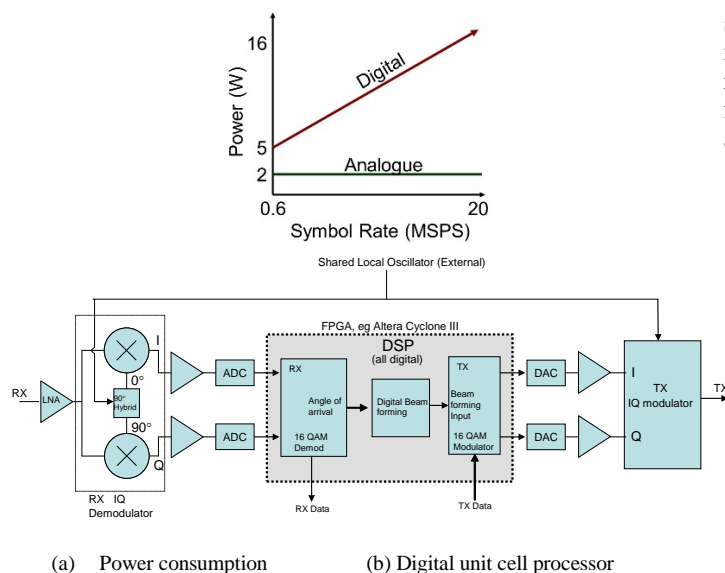 16
Digital
Power (W)
5
Analogue
2
0.6
20
Symbol Rate (MSPS)
Shared Local Oscillator (External)
FPGA, eg Altera Cyclone III
DSP
(all digital)
I
0°
RX
LNA
90°
Hybrid
90°
Q
RX IQ
Demodulator
ADC
ADC
RX
Angle of
arrival
16 QAM
Demod
Digital Beam
forming
TX
Beam
forming
Input
16 QAM
Modulator
DAC
DAC
I
TX
IQ modulator
Q
TX
RX Data
TX Data
(a) Power consumption
(b) Digital unit cell processor